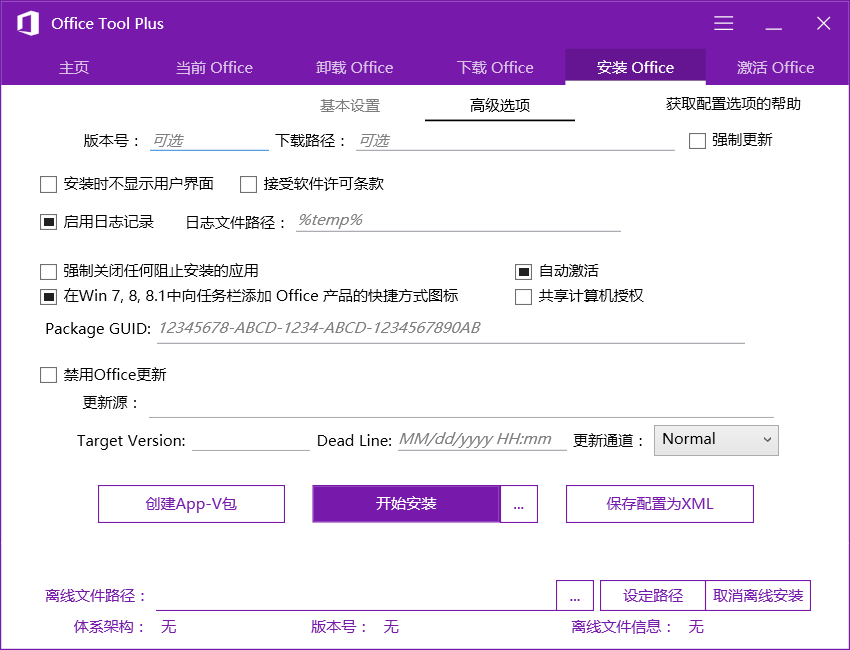 Office Tool Plus
主页 当前 Office 卸载 Office 下载 Office 安装 Office 激活 Office
基本设置 高级选项 获取配置选项的帮助
版本号： 可选 下载路径： 可选 强制更新
安装时不显示用户界面 接受软件许可条款
启用日志记录 日志文件路径： %temp%
强制关闭任何阻止安装的应用 自动激活
在Win 7, 8, 8.1中向任务栏添加 Office 产品的快捷方式图标 共享计算机授权
Package GUID: 12345678-ABCD-1234-ABCD-1234567890AB
禁用Office更新
更新源：
Target Version: Dead Line: MM/dd/yyyy HH:mm 更新通道： Normal
创建App-V包 开始安装 ... 保存配置为XML
离线文件路径： ... 设定路径 取消离线安装
体系架构： 无 版本号： 无 离线文件信息： 无